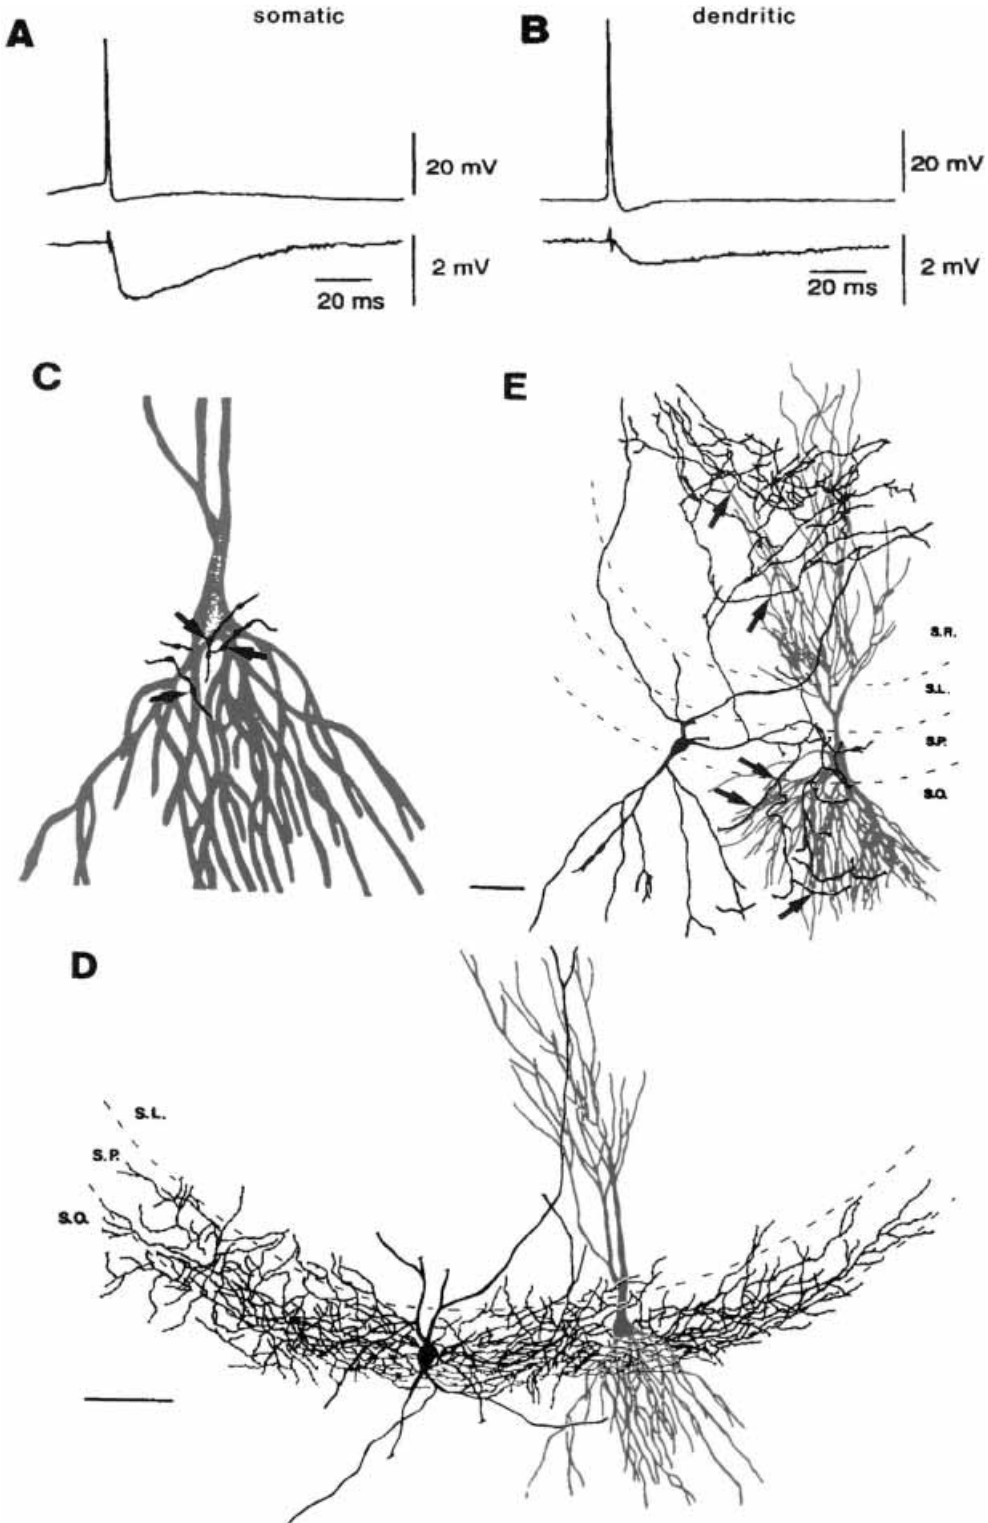 A
somatic
B
dendritic
20 mV
20 mV
2 mV
2 mV
20 ms
20 ms
C
E
S.R.
S.L.
S.P.
S.O.
D
S.L.
S.P.
S.O.